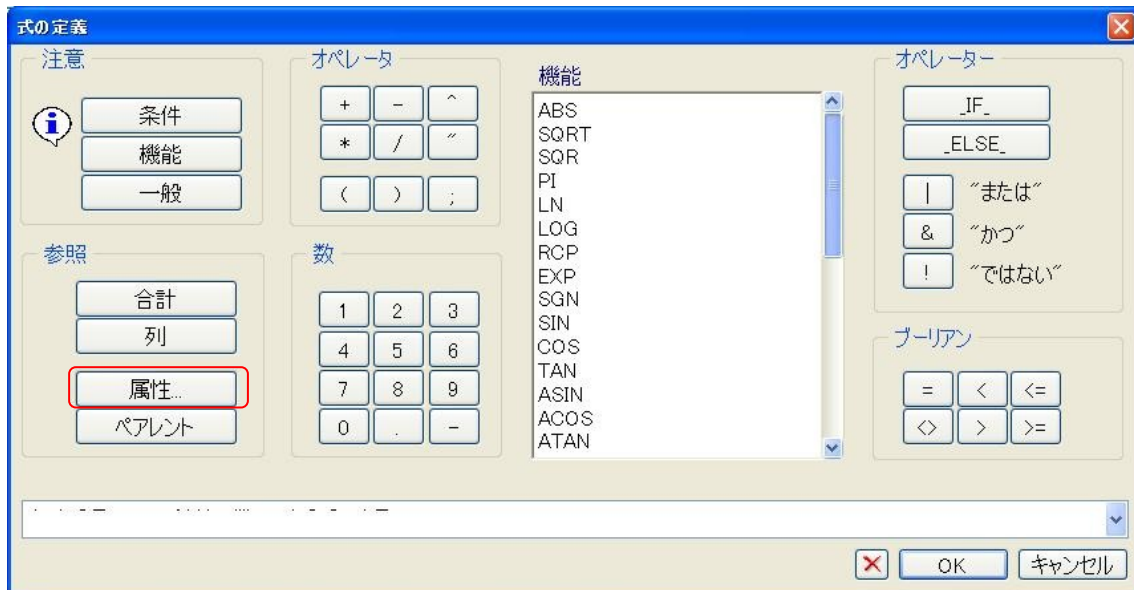 式の定義
注意
条件
機能
一般
参照
合計
列
属性...
ペアレント
オペレータ
+ - ^
* / ˝
( ) ;
数
1 2 3
4 5 6
7 8 9
0 . -
機能
ABS
SQRT
SQR
PI
LN
LOG
RCP
EXP
SGN
SIN
COS
TAN
ASIN
ACOS
ATAN
オペレーター
_IF_
_ELSE_
| ˝または˝
& ˝かつ˝
! ˝ではない˝
ブーリアン
= < <=
<> > >=
OK
キャンセル